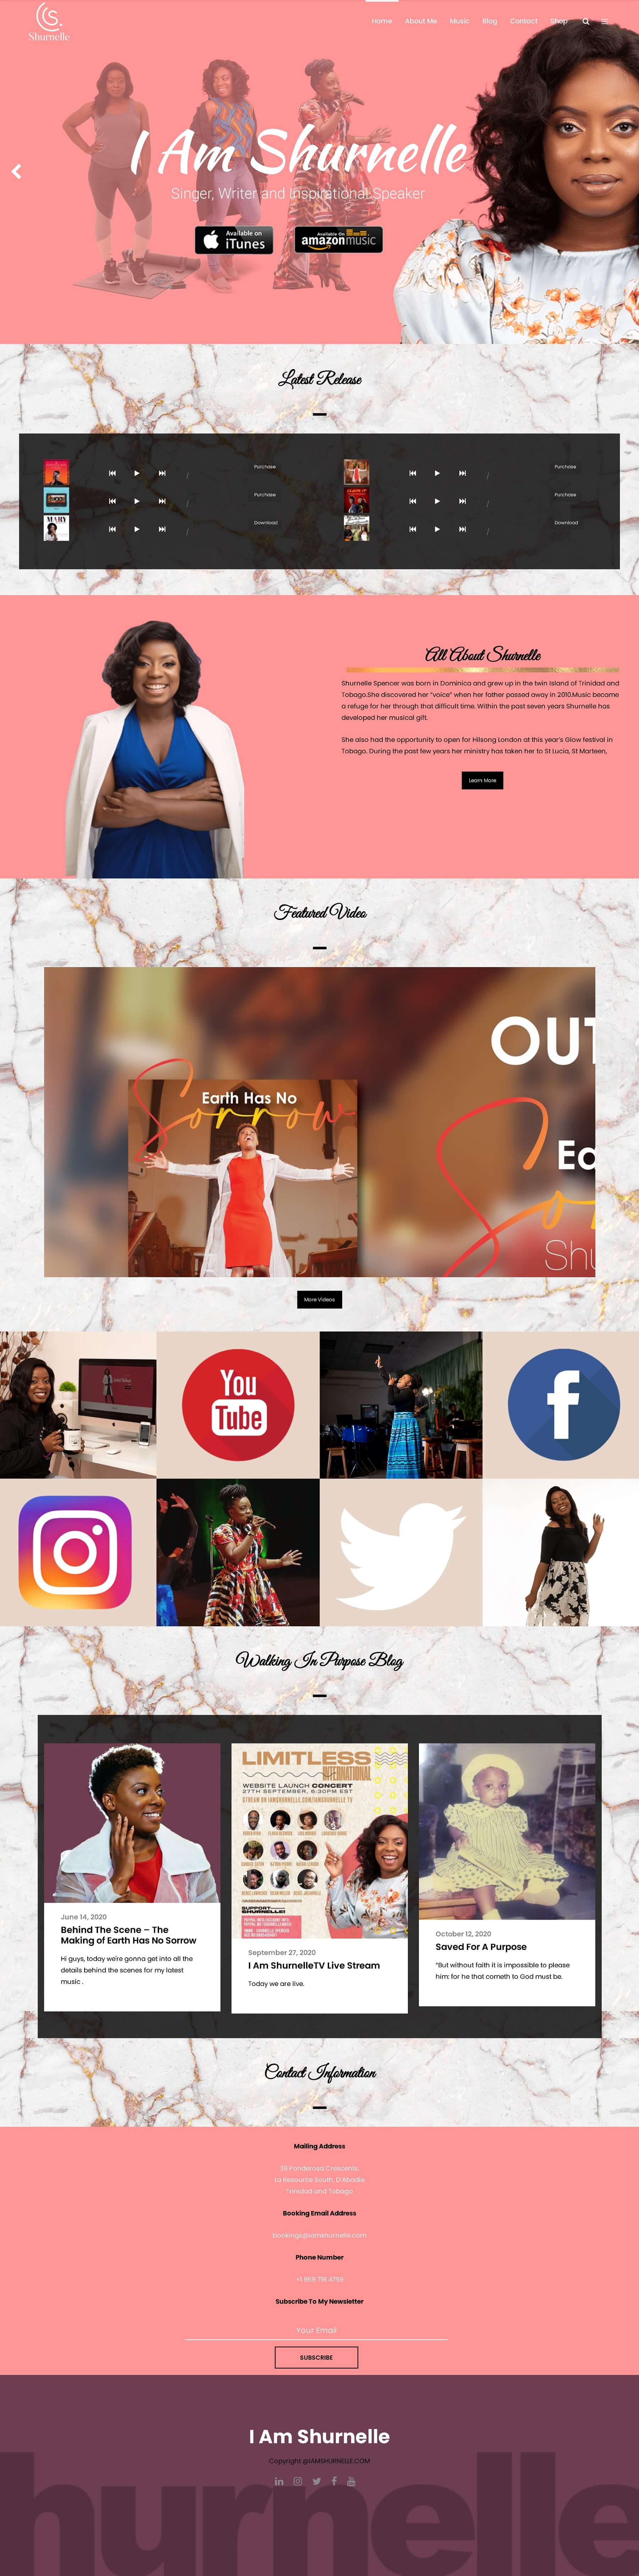 Shurnelle
Home About Me Music Blog Contact Shop
I Am Shurnelle
Singer, Writer and Inspirational Speaker
Available on iTunes
Available On amazon music
Latest Release
Purchase
Purchase
Purchase
Purchase
MARY
Download
Download
All About Shurnelle
Shurnelle Spencer was born in Dominica and grew up in the twin Island of Trinidad and
Tobago.She discovered her "voice" when her father passed away in 2010.Music became
a refuge for her through that difficult time. Within the past seven years Shurnelle has
developed her musical gift.
She also had the opportunity to open for Hillsong London at this year's Glow festival in
Tobago. During the past few years her ministry has taken her to St Lucia, St Marteen,
Learn More
Featured Video
OUT
Earth Has No
Sorrow
Ea
So
Shu
More Videos
You
Tube
f
Walking In Purpose Blog
LIMITLESS
INTERNATIONAL
WEBSITE LAUNCH CONCERT
27TH SEPTEMBER, 6:30PM EST
STREAM ON IAMSHURNELLE.COM/IAMSHURNELLE TV
SUPPORT
SHURNELLE!
June 14, 2020
Behind The Scene – The
Making of Earth Has No Sorrow
Hi guys, today we're gonna get into all the
details behind the scenes for my latest
music .
September 27, 2020
I Am ShurnelleTV Live Stream
Today we are live.
October 12, 2020
Saved For A Purpose
"But without faith it is impossible to please
him: for he that cometh to God must be.
Contact Information
Mailing Address
La Resource South, D'Abadie
Trinidad and Tobago
Booking Email Address
bookings@iamshurnelle.com
Phone Number
Subscribe To My Newsletter
Your Email
SUBSCRIBE
I Am Shurnelle
Copyright @IAMSHURNELLE.COM
hurnelle